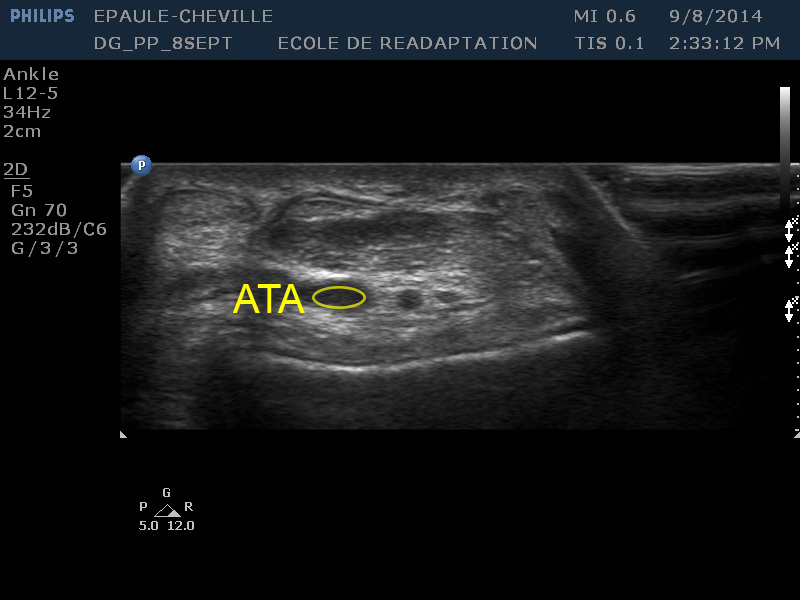 PHILIPS EPAULE-CHEVILLE MI 0.6 9/8/2014
DG_PP_8SEPT ECOLE DE READAPTATION TIS 0.1 2:33:12 PM
Ankle
L12-5
34Hz
2cm
2D
F5
Gn 70
232dB/C6
G/3/3
P
ATA
G
P R
5.0 12.0